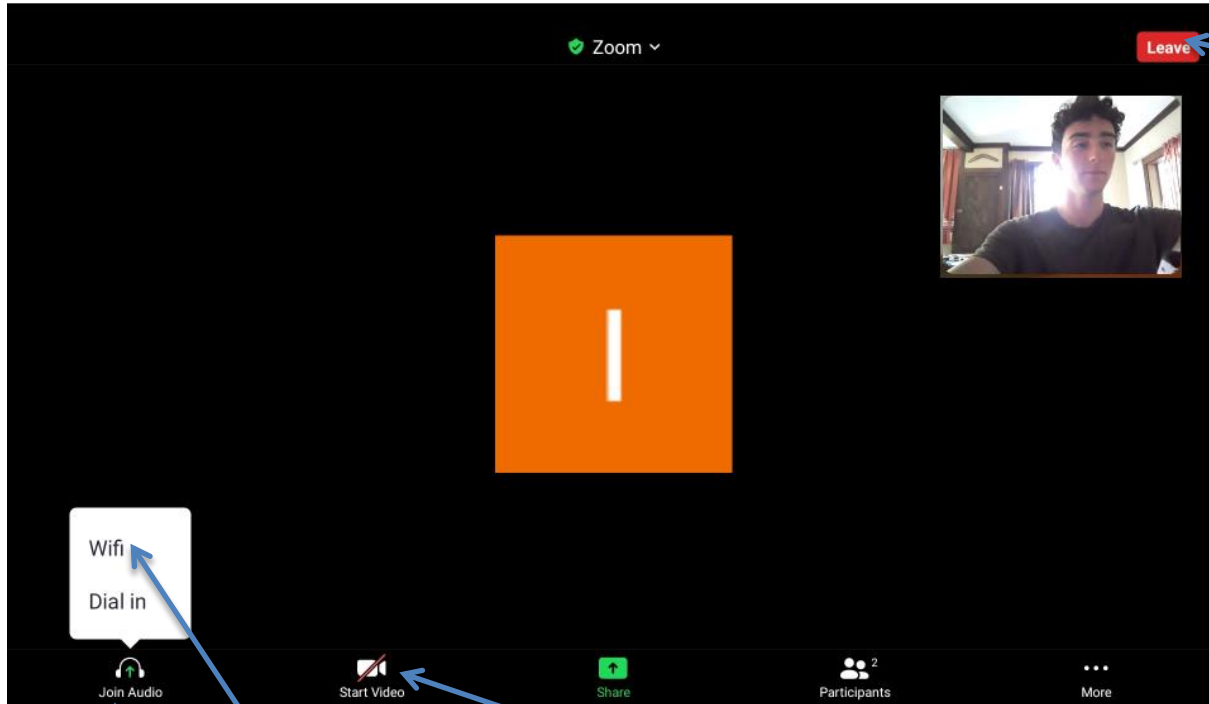 Zoom
Leave
I
Wifi
Dial in
Join Audio
Start Video
Share
2
Participants
More